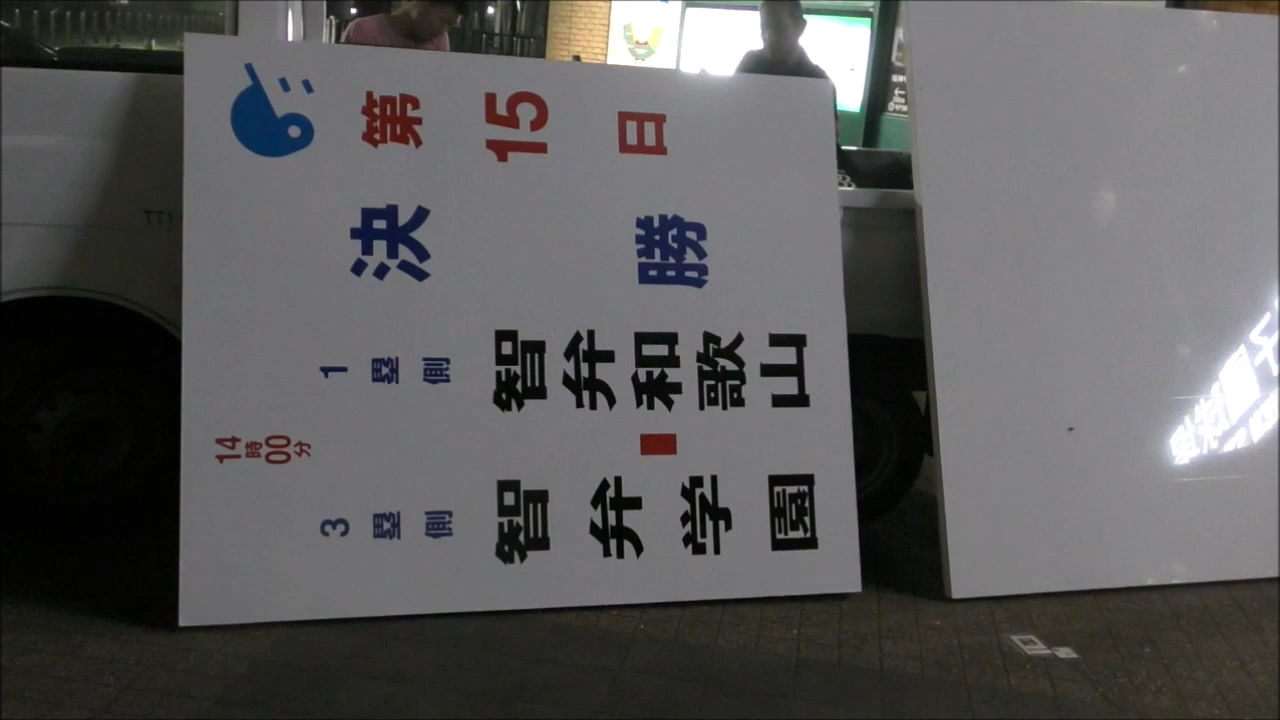 第15日
決勝
1塁側 智弁和歌山
14時00分
3塁側 智弁学園